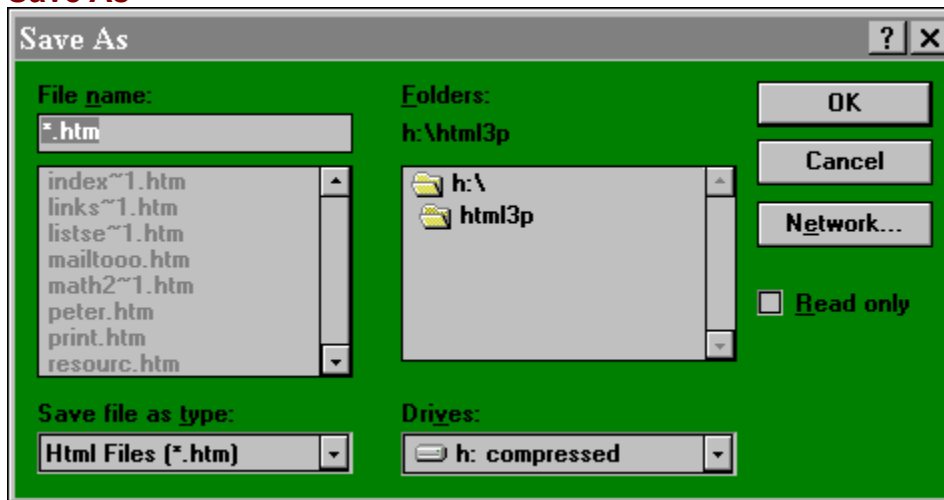 Save As
Save As
File name:
*.htm
index~1.htm
links~1.htm
listse~1.htm
mailtooo.htm
math2~1.htm
peter.htm
print.htm
resourc.htm
Save file as type:
Html Files (*.htm)
Folders:
h:\html3p
h:\
html3p
Drives:
h: compressed
OK
Cancel
Network...
Read only